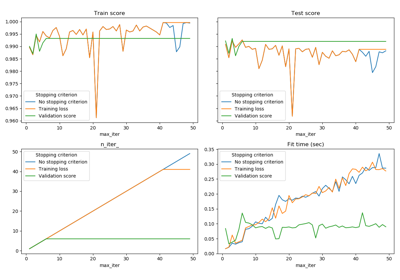 Train score
Test score
1.000
0.995
0.990
0.985
0.980
0.975
0.970
0.965
0.960
Stopping criterion
No stopping criterion
Training loss
Validation score
Stopping criterion
No stopping criterion
Training loss
Validation score
0 10 20 30 40 50
max_iter
0 10 20 30 40 50
max_iter
n_iter_
Fit time (sec)
50
40
30
20
10
0
Stopping criterion
No stopping criterion
Training loss
Validation score
0.35
0.30
0.25
0.20
0.15
0.10
0.05
0.00
Stopping criterion
No stopping criterion
Training loss
Validation score
0 10 20 30 40 50
max_iter
0 10 20 30 40 50
max_iter